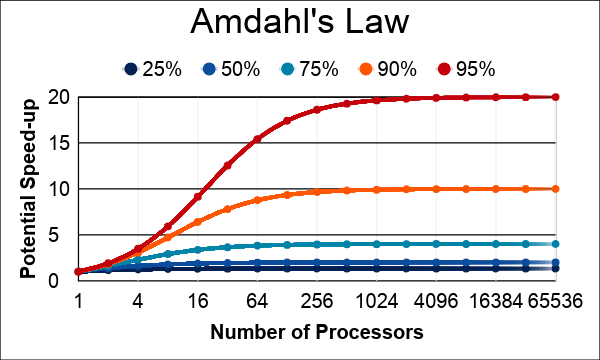 Amdahl's Law
25% 50% 75% 90% 95%
Potential Speed-up
20
15
10
5
0
1 4 16 64 256 1024 4096 16384 65536
Number of Processors